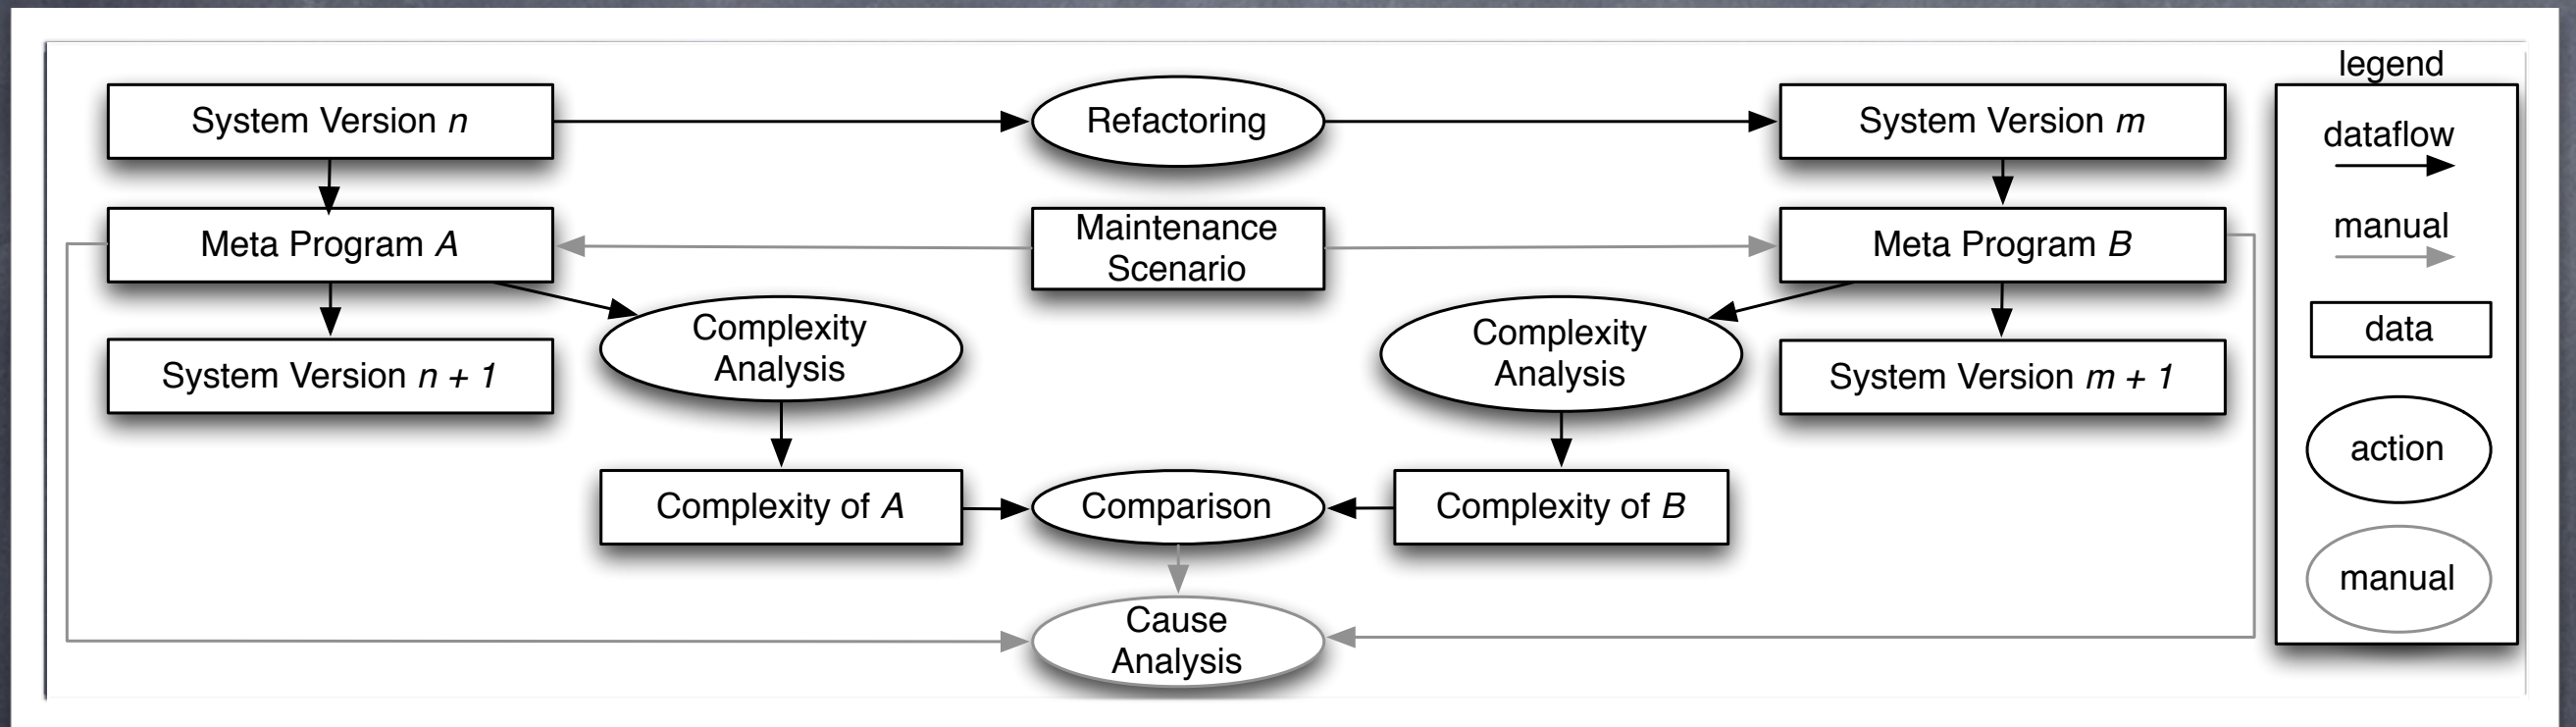 System Version n
Refactoring
System Version m
Meta Program A
Maintenance
Scenario
Meta Program B
System Version n + 1
Complexity
Analysis
Complexity
Analysis
System Version m + 1
Complexity of A
Comparison
Complexity of B
Cause
Analysis
legend
dataflow
manual
data
action
manual